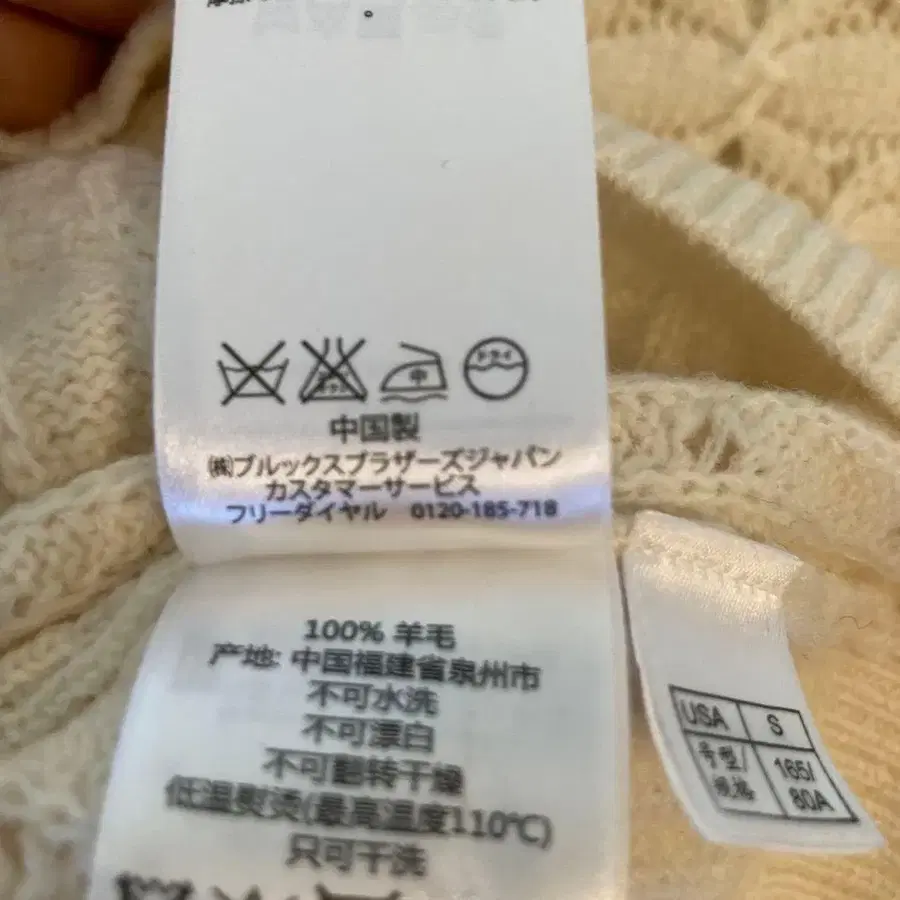 。
ドライ
中
中国製
㈱ブルックスブラザーズジャパン
カスタマーサービス
フリーダイヤル 0120-185-718
100% 羊毛
产地: 中国福建省泉州市
不可水洗
不可漂白
不可翻转干燥
低温熨烫(最高温度110℃)
只可干洗
USA S
号型/ 165/
规格 80A